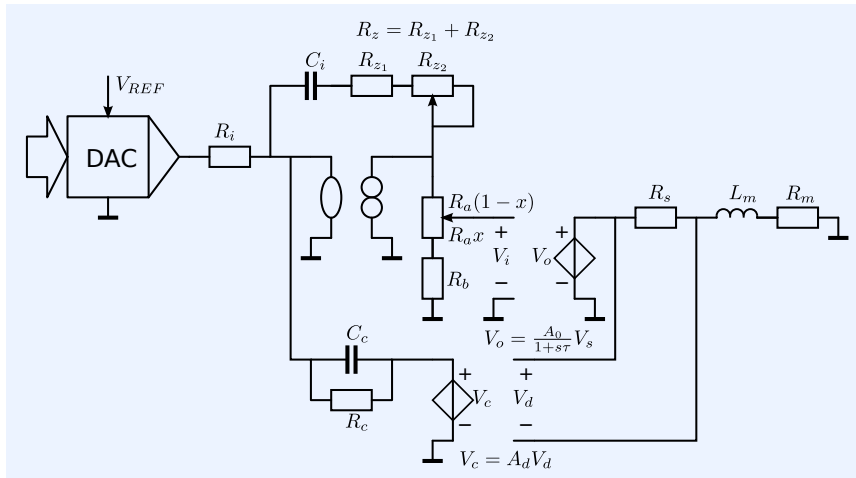 R_z = R_{z_1} + R_{z_2}
C_i R_{z_1} R_{z_2}
V_{REF}
R_i
DAC
R_a(1 − x)
R_a x
R_b
+
V_i
−
+
V_o
−
R_s
L_m
R_m
V_o = \frac{A_0}{1+sτ} V_s
C_c
R_c
+
V_c
−
+
V_d
−
V_c = A_d V_d